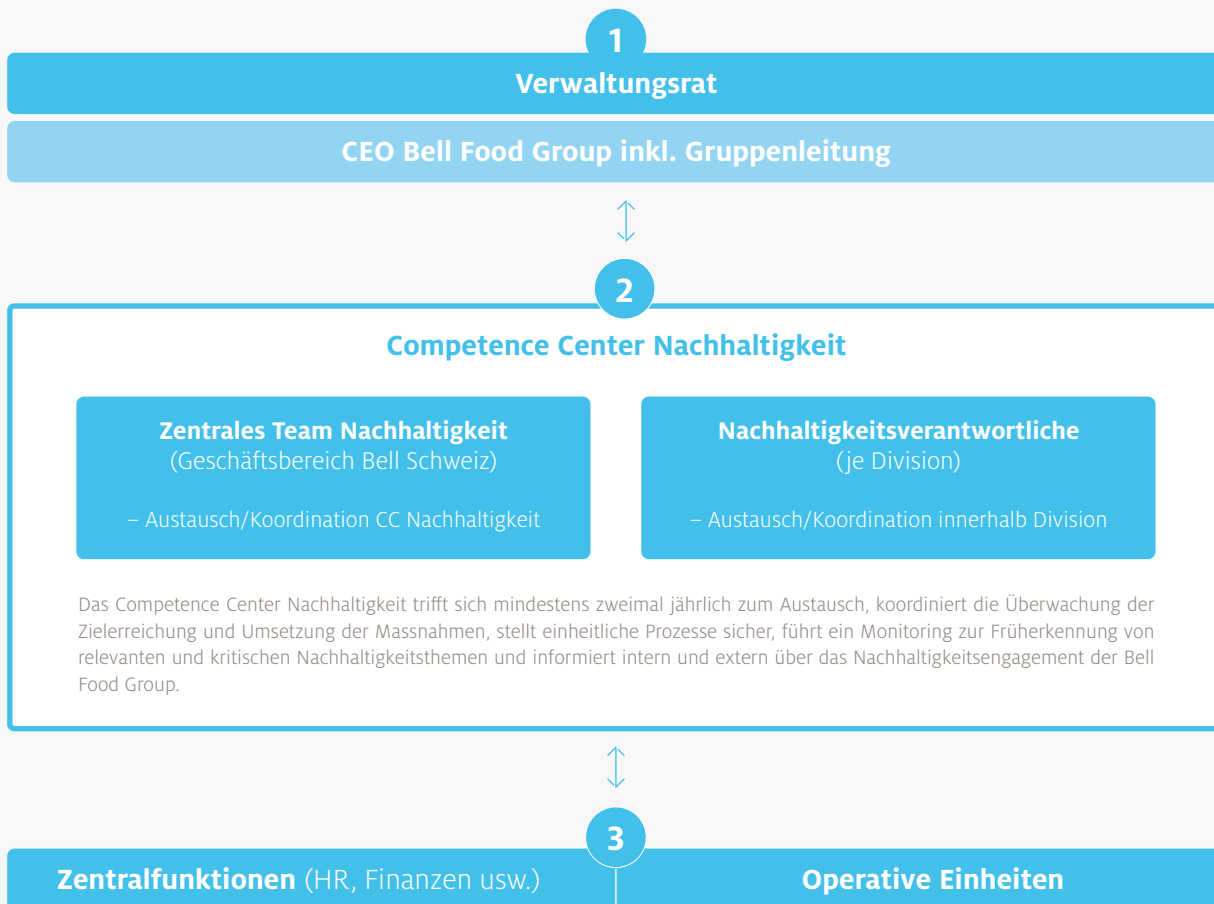 1
Verwaltungsrat
CEO Bell Food Group inkl. Gruppenleitung
2
Competence Center Nachhaltigkeit
Zentrales Team Nachhaltigkeit
(Geschäftsbereich Bell Schweiz)
– Austausch/Koordination CC Nachhaltigkeit
Nachhaltigkeitsverantwortliche
(je Division)
– Austausch/Koordination innerhalb Division
Das Competence Center Nachhaltigkeit trifft sich mindestens zweimal jährlich zum Austausch, koordiniert die Überwachung der
Zielerreichung und Umsetzung der Massnahmen, stellt einheitliche Prozesse sicher, führt ein Monitoring zur Früherkennung von
relevanten und kritischen Nachhaltigkeitsthemen und informiert intern und extern über das Nachhaltigkeitsengagement der Bell
Food Group.
3
Zentralfunktionen (HR, Finanzen usw.)
Operative Einheiten